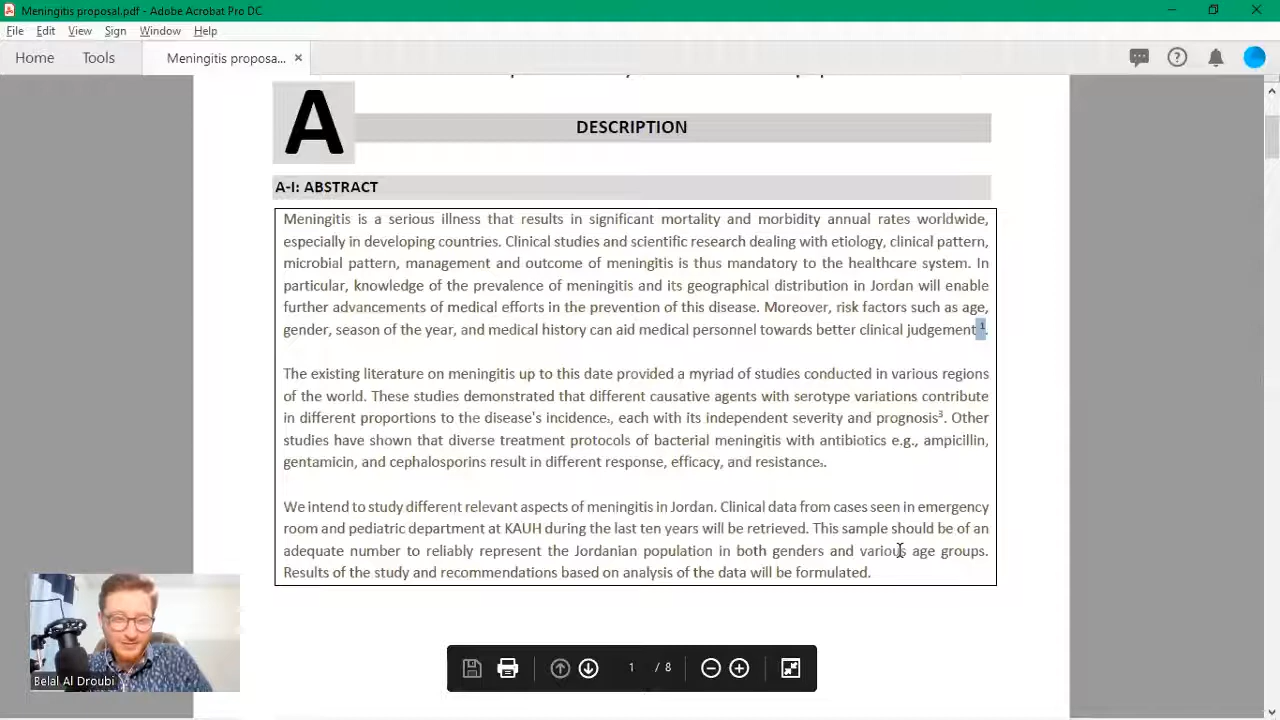 Meningitis proposal.pdf - Adobe Acrobat Pro DC
File Edit View Sign Window Help
Home Tools Meningitis proposa...
A
DESCRIPTION
A-I: ABSTRACT
Meningitis is a serious illness that results in significant mortality and morbidity annual rates worldwide,
especially in developing countries. Clinical studies and scientific research dealing with etiology, clinical pattern,
microbial pattern, management and outcome of meningitis is thus mandatory to the healthcare system. In
particular, knowledge of the prevalence of meningitis and its geographical distribution in Jordan will enable
further advancements of medical efforts in the prevention of this disease. Moreover, risk factors such as age,
gender, season of the year, and medical history can aid medical personnel towards better clinical judgement ¹.
The existing literature on meningitis up to this date provided a myriad of studies conducted in various regions
of the world. These studies demonstrated that different causative agents with serotype variations contribute
in different proportions to the disease's incidence, each with its independent severity and prognosis³. Other
studies have shown that diverse treatment protocols of bacterial meningitis with antibiotics e.g., ampicillin,
gentamicin, and cephalosporins result in different response, efficacy, and resistance.
We intend to study different relevant aspects of meningitis in Jordan. Clinical data from cases seen in emergency
room and pediatric department at KAUH during the last ten years will be retrieved. This sample should be of an
adequate number to reliably represent the Jordanian population in both genders and various age groups.
Results of the study and recommendations based on analysis of the data will be formulated.
1 / 8
Belal Al Droubi